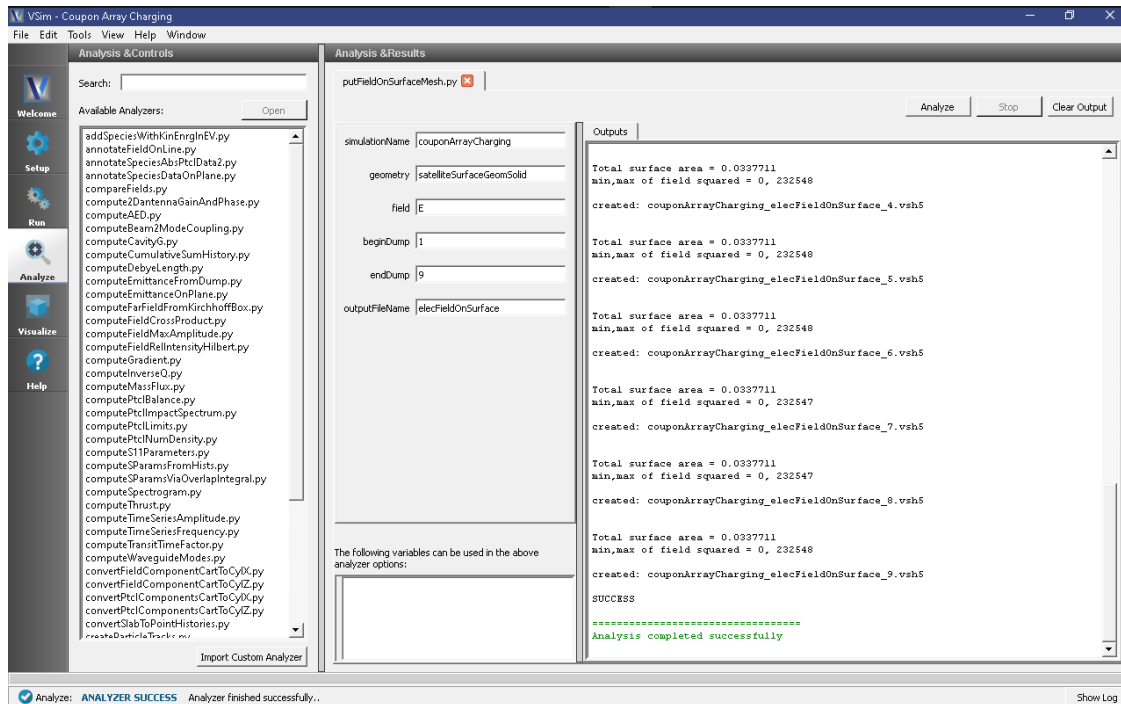 VSim - Coupon Array Charging
File Edit Tools View Help Window
Analysis &Controls
Search:
Available Analyzers:
Open
addSpeciesWithKinEnrgInEV.py
annotateFieldOnLine.py
annotateSpeciesAbsPtclData2.py
annotateSpeciesDataOnPlane.py
compareFields.py
compute2DantennaGainAndPhase.py
computeAED.py
computeBeam2ModeCoupling.py
computeCavityG.py
computeCumulativeSumHistory.py
computeDebyeLength.py
computeEmittanceFromDump.py
computeEmittanceOnPlane.py
computeFarFieldFromKirchhoffBox.py
computeFieldCrossProduct.py
computeFieldMaxAmplitude.py
computeFieldRelIntensityHilbert.py
computeGradient.py
computeInverseQ.py
computeMassFlux.py
computePtclBalance.py
computePtclImpactSpectrum.py
computePtclLimits.py
computePtclNumDensity.py
computeS11Parameters.py
computeSParamsFromHists.py
computeSParamsViaOverlapIntegral.py
computeSpectrogram.py
computeThrust.py
computeTimeSeriesAmplitude.py
computeTimeSeriesFrequency.py
computeTransitTimeFactor.py
computeWaveguideModes.py
convertFieldComponentCartToCylX.py
convertFieldComponentCartToCylZ.py
convertPtclComponentsCartToCylX.py
convertPtclComponentsCartToCylZ.py
convertSlabToPointHistories.py
createParticleTracks.py
Import Custom Analyzer
Welcome
Setup
Run
Analyze
Visualize
Help
Analysis &Results
putFieldOnSurfaceMesh.py
Analyze
Stop
Clear Output
simulationName couponArrayCharging
geometry satelliteSurfaceGeomSolid
field E
beginDump 1
endDump 9
outputFileName elecFieldOnSurface
The following variables can be used in the above
analyzer options:
Outputs
Total surface area = 0.0337711
min,max of field squared = 0, 232548
created: couponArrayCharging_elecFieldOnSurface_4.vsh5
Total surface area = 0.0337711
min,max of field squared = 0, 232548
created: couponArrayCharging_elecFieldOnSurface_5.vsh5
Total surface area = 0.0337711
min,max of field squared = 0, 232548
created: couponArrayCharging_elecFieldOnSurface_6.vsh5
Total surface area = 0.0337711
min,max of field squared = 0, 232547
created: couponArrayCharging_elecFieldOnSurface_7.vsh5
Total surface area = 0.0337711
min,max of field squared = 0, 232547
created: couponArrayCharging_elecFieldOnSurface_8.vsh5
Total surface area = 0.0337711
min,max of field squared = 0, 232548
created: couponArrayCharging_elecFieldOnSurface_9.vsh5
SUCCESS
=================================
Analysis completed successfully
Analyze: ANALYZER SUCCESS Analyzer finished successfully..
Show Log